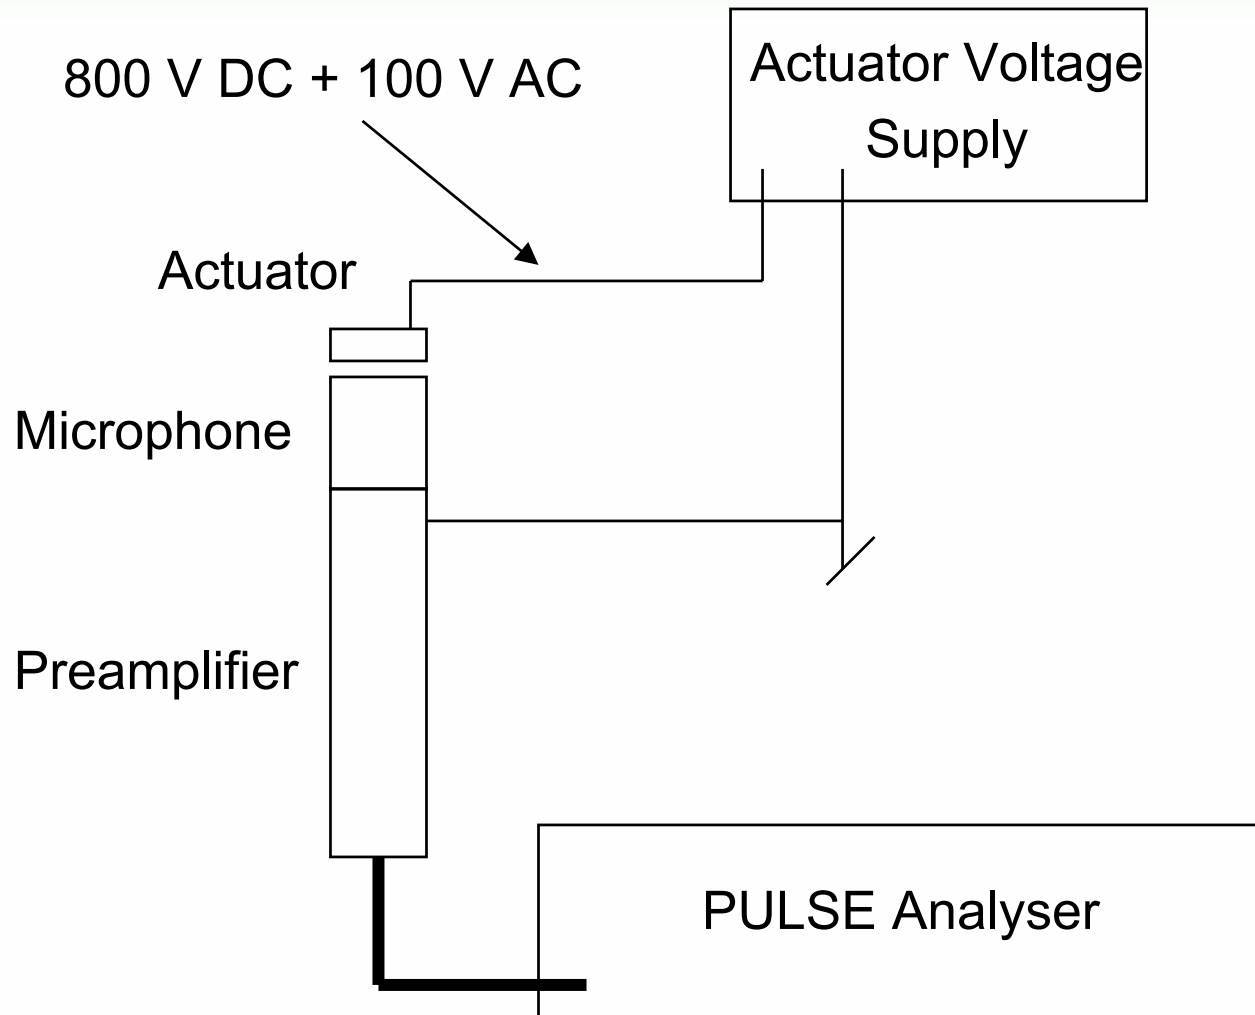 800 V DC + 100 V AC
Actuator Voltage
Supply
Actuator
Microphone
Preamplifier
PULSE Analyser